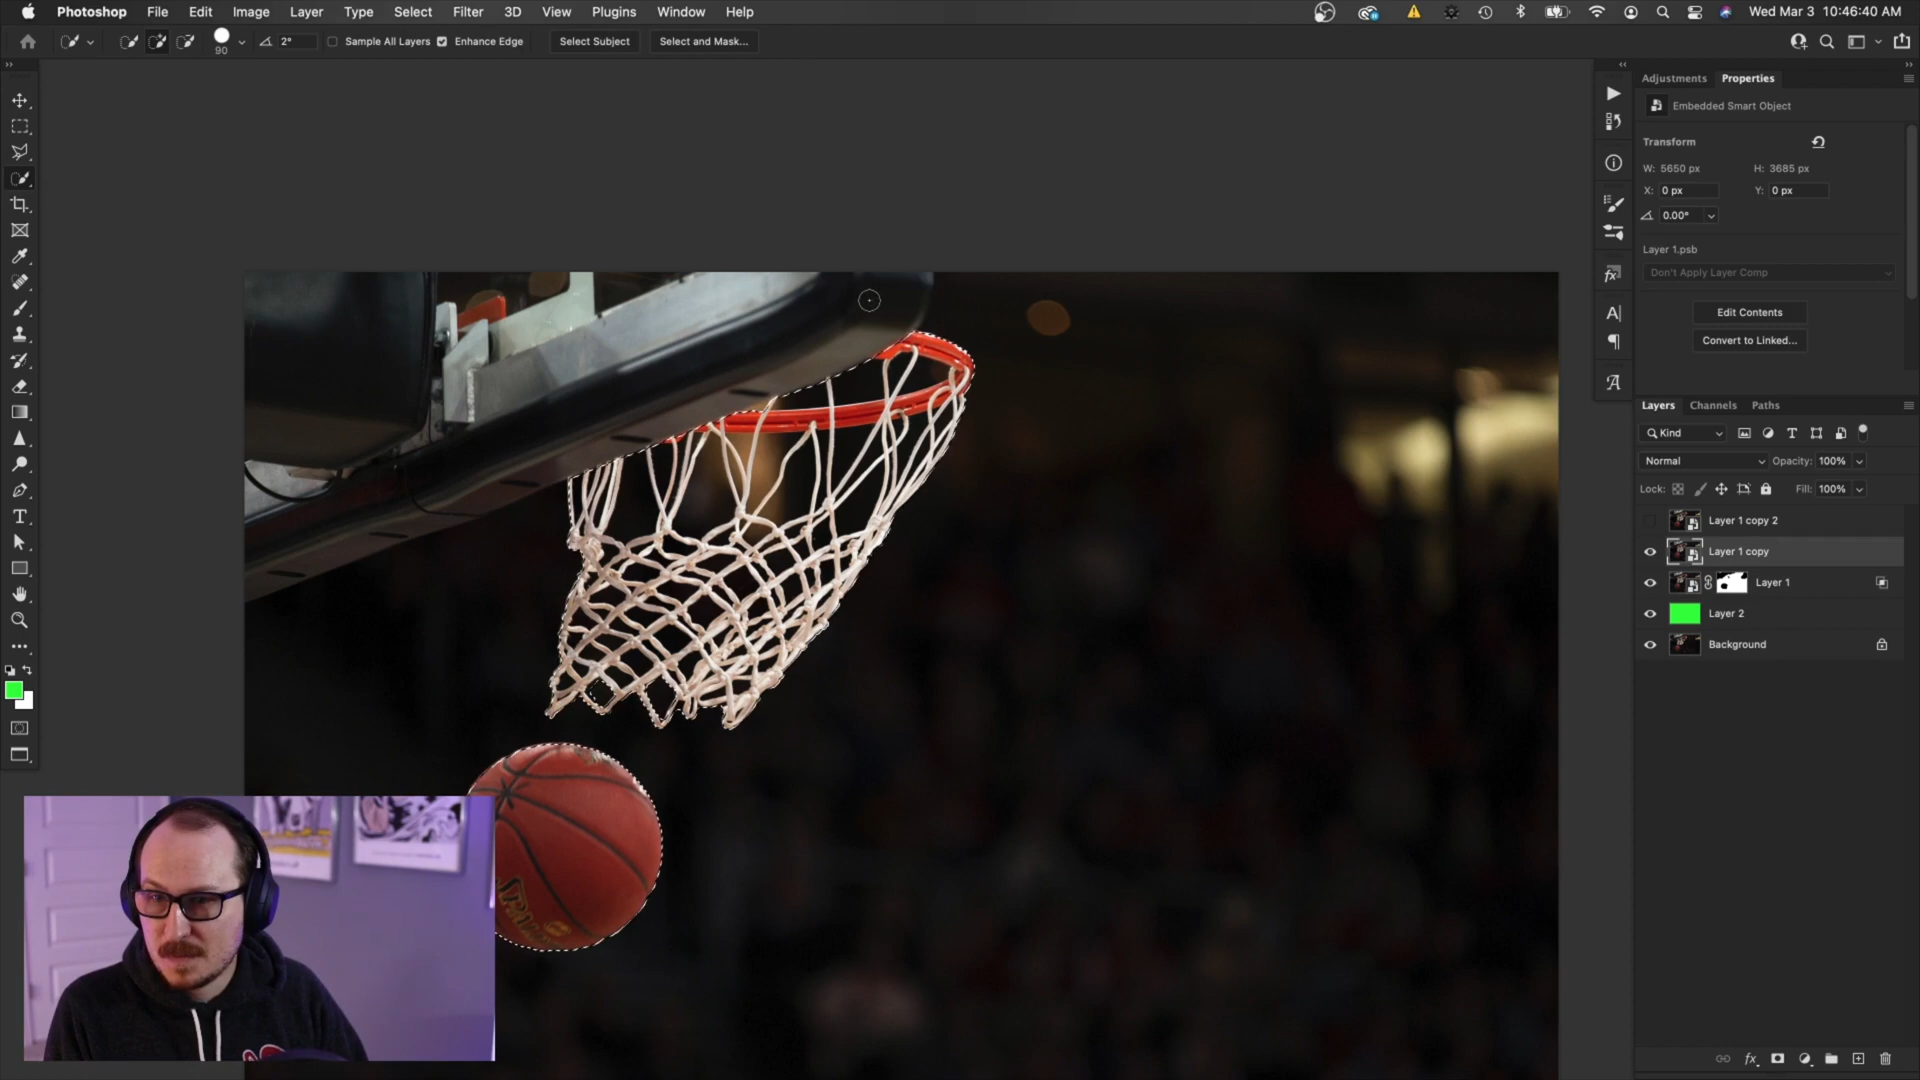 Photoshop File Edit Image Layer Type Select Filter 3D View Plugins Window Help Wed Mar 3 10:46:40 AM
90 2° Sample All Layers Enhance Edge Select Subject Select and Mask...
Adjustments Properties
Embedded Smart Object
Transform
W: 5650 px H: 3685 px
X: 0 px Y: 0 px
0.00°
Layer 1.psb
Don't Apply Layer Comp
Edit Contents
Convert to Linked...
Layers Channels Paths
Kind
Normal Opacity: 100%
Lock: Fill: 100%
Layer 1 copy 2
Layer 1 copy
Layer 1
Layer 2
Background